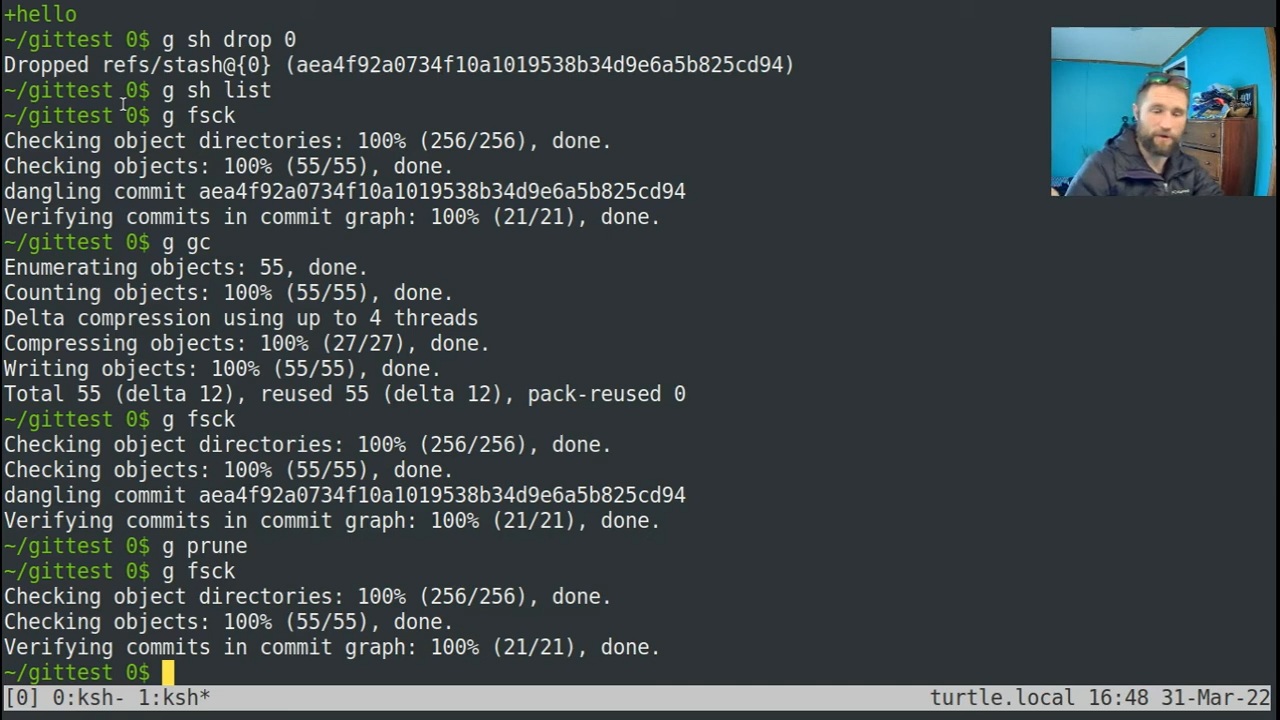 +hello
~/gittest 0$ g sh drop 0
Dropped refs/stash@{0} (aea4f92a0734f10a1019538b34d9e6a5b825cd94)
~/gittest 0$ g sh list
~/gittest 0$ g fsck
Checking object directories: 100% (256/256), done.
Checking objects: 100% (55/55), done.
dangling commit aea4f92a0734f10a1019538b34d9e6a5b825cd94
Verifying commits in commit graph: 100% (21/21), done.
~/gittest 0$ g gc
Enumerating objects: 55, done.
Counting objects: 100% (55/55), done.
Delta compression using up to 4 threads
Compressing objects: 100% (27/27), done.
Writing objects: 100% (55/55), done.
Total 55 (delta 12), reused 55 (delta 12), pack-reused 0
~/gittest 0$ g fsck
Checking object directories: 100% (256/256), done.
Checking objects: 100% (55/55), done.
dangling commit aea4f92a0734f10a1019538b34d9e6a5b825cd94
Verifying commits in commit graph: 100% (21/21), done.
~/gittest 0$ g prune
~/gittest 0$ g fsck
Checking object directories: 100% (256/256), done.
Checking objects: 100% (55/55), done.
Verifying commits in commit graph: 100% (21/21), done.
~/gittest 0$
[0] 0:ksh- 1:ksh* turtle.local 16:48 31-Mar-22